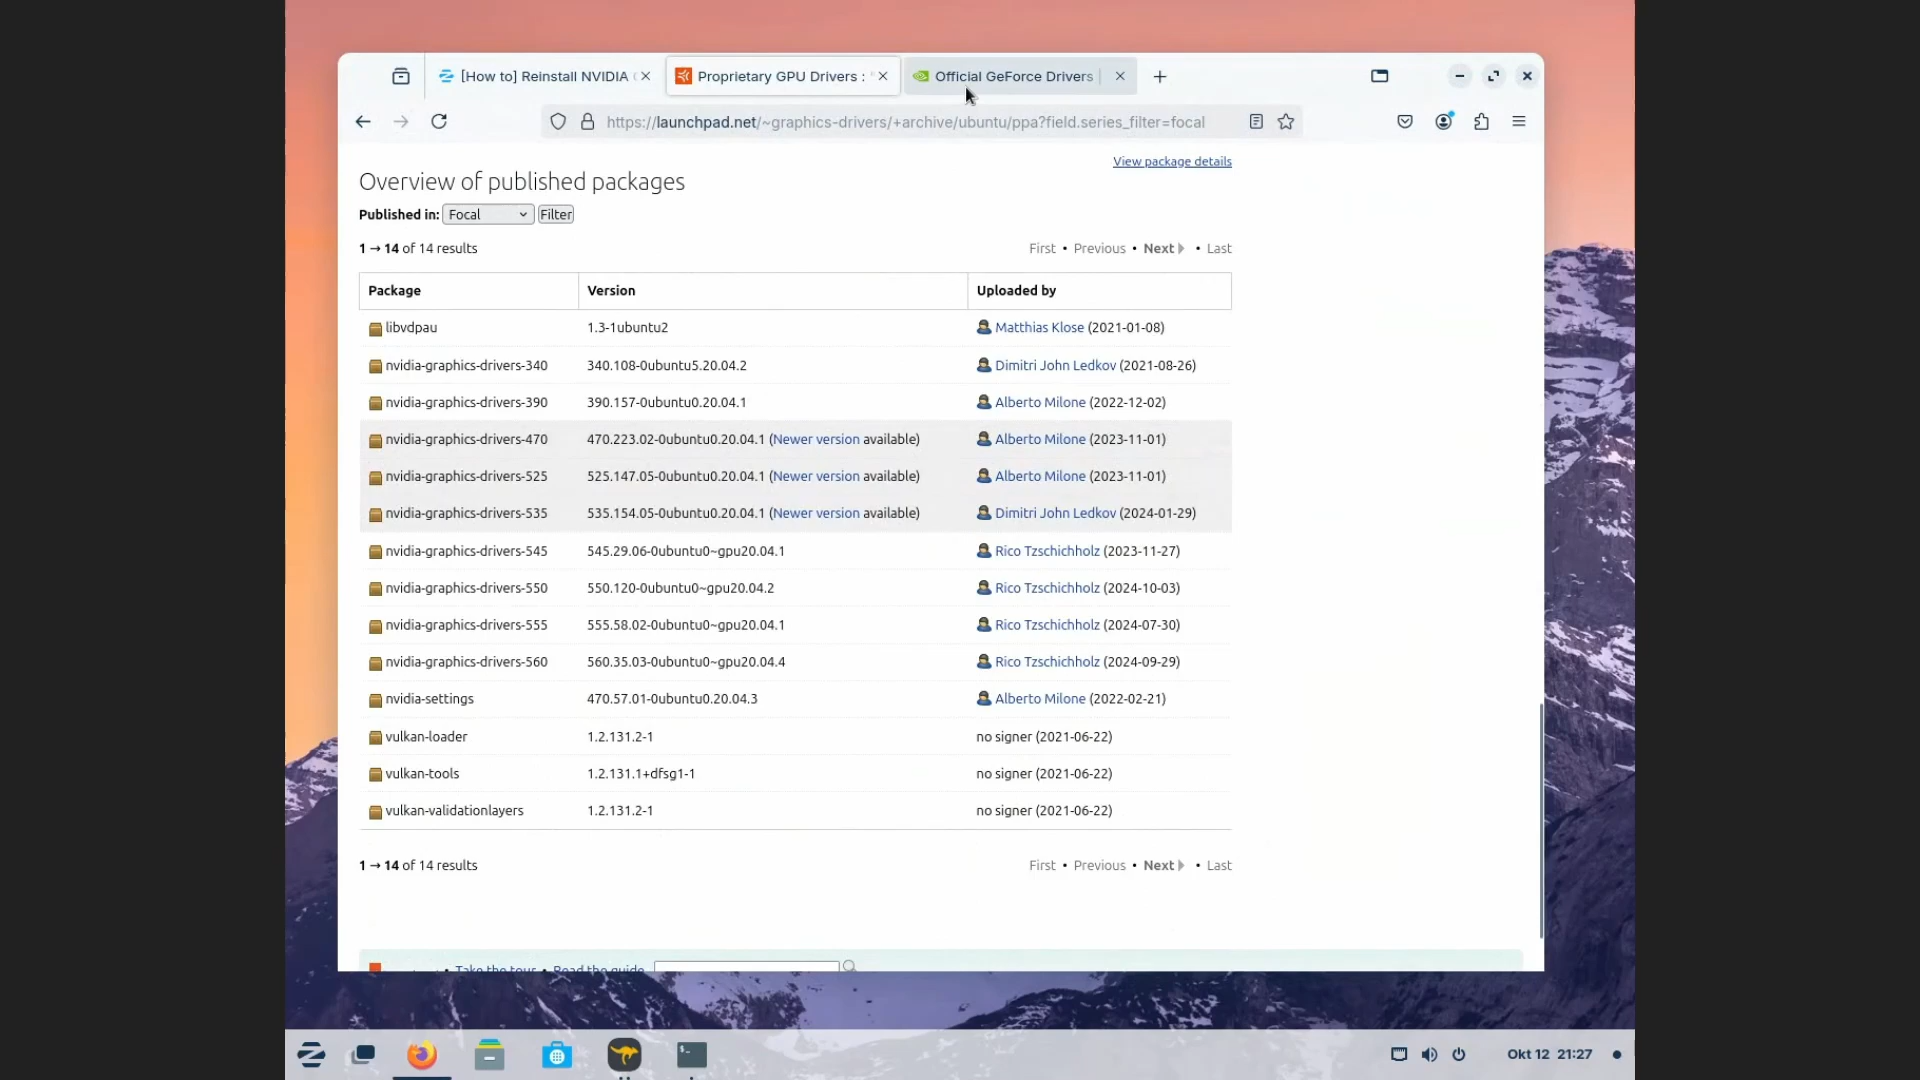 [How to] Reinstall NVIDIA
Proprietary GPU Drivers :
Official GeForce Drivers |
https://launchpad.net/~graphics-drivers/+archive/ubuntu/ppa?field.series_filter=focal
View package details
Overview of published packages
Published in: Focal Filter
1 → 14 of 14 results First • Previous • Next • Last
Package Version Uploaded by
libvdpau 1.3-1ubuntu2 Matthias Klose (2021-01-08)
nvidia-graphics-drivers-340 340.108-0ubuntu5.20.04.2 Dimitri John Ledkov (2021-08-26)
nvidia-graphics-drivers-390 390.157-0ubuntu0.20.04.1 Alberto Milone (2022-12-02)
nvidia-graphics-drivers-470 470.223.02-0ubuntu0.20.04.1 (Newer version available) Alberto Milone (2023-11-01)
nvidia-graphics-drivers-525 525.147.05-0ubuntu0.20.04.1 (Newer version available) Alberto Milone (2023-11-01)
nvidia-graphics-drivers-535 535.154.05-0ubuntu0.20.04.1 (Newer version available) Dimitri John Ledkov (2024-01-29)
nvidia-graphics-drivers-545 545.29.06-0ubuntu0~gpu20.04.1 Rico Tzschichholz (2023-11-27)
nvidia-graphics-drivers-550 550.120-0ubuntu0~gpu20.04.2 Rico Tzschichholz (2024-10-03)
nvidia-graphics-drivers-555 555.58.02-0ubuntu0~gpu20.04.1 Rico Tzschichholz (2024-07-30)
nvidia-graphics-drivers-560 560.35.03-0ubuntu0~gpu20.04.4 Rico Tzschichholz (2024-09-29)
nvidia-settings 470.57.01-0ubuntu0.20.04.3 Alberto Milone (2022-02-21)
vulkan-loader 1.2.131.2-1 no signer (2021-06-22)
vulkan-tools 1.2.131.1+dfsg1-1 no signer (2021-06-22)
vulkan-validationlayers 1.2.131.2-1 no signer (2021-06-22)
1 → 14 of 14 results First • Previous • Next • Last
• Take the tour • Read the guide
Okt 12 21:27